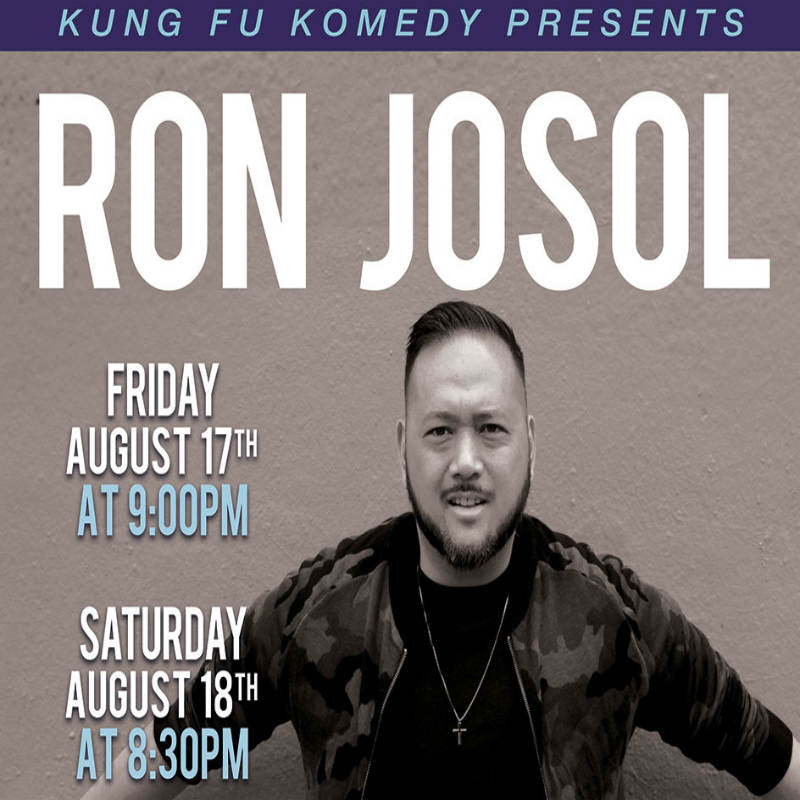 KUNG FU KOMEDY PRESENTS
RON JOSOL
FRIDAY
AUGUST 17TH
AT 9:00PM
SATURDAY
AUGUST 18TH
AT 8:30PM